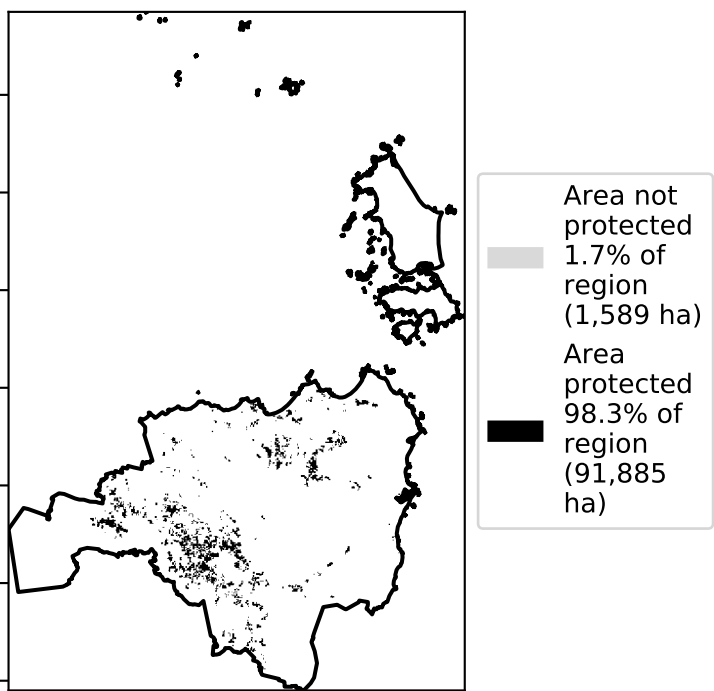 Area not
protected
1.7% of
region
(1,589 ha)
Area
protected
98.3% of
region
(91,885
ha)